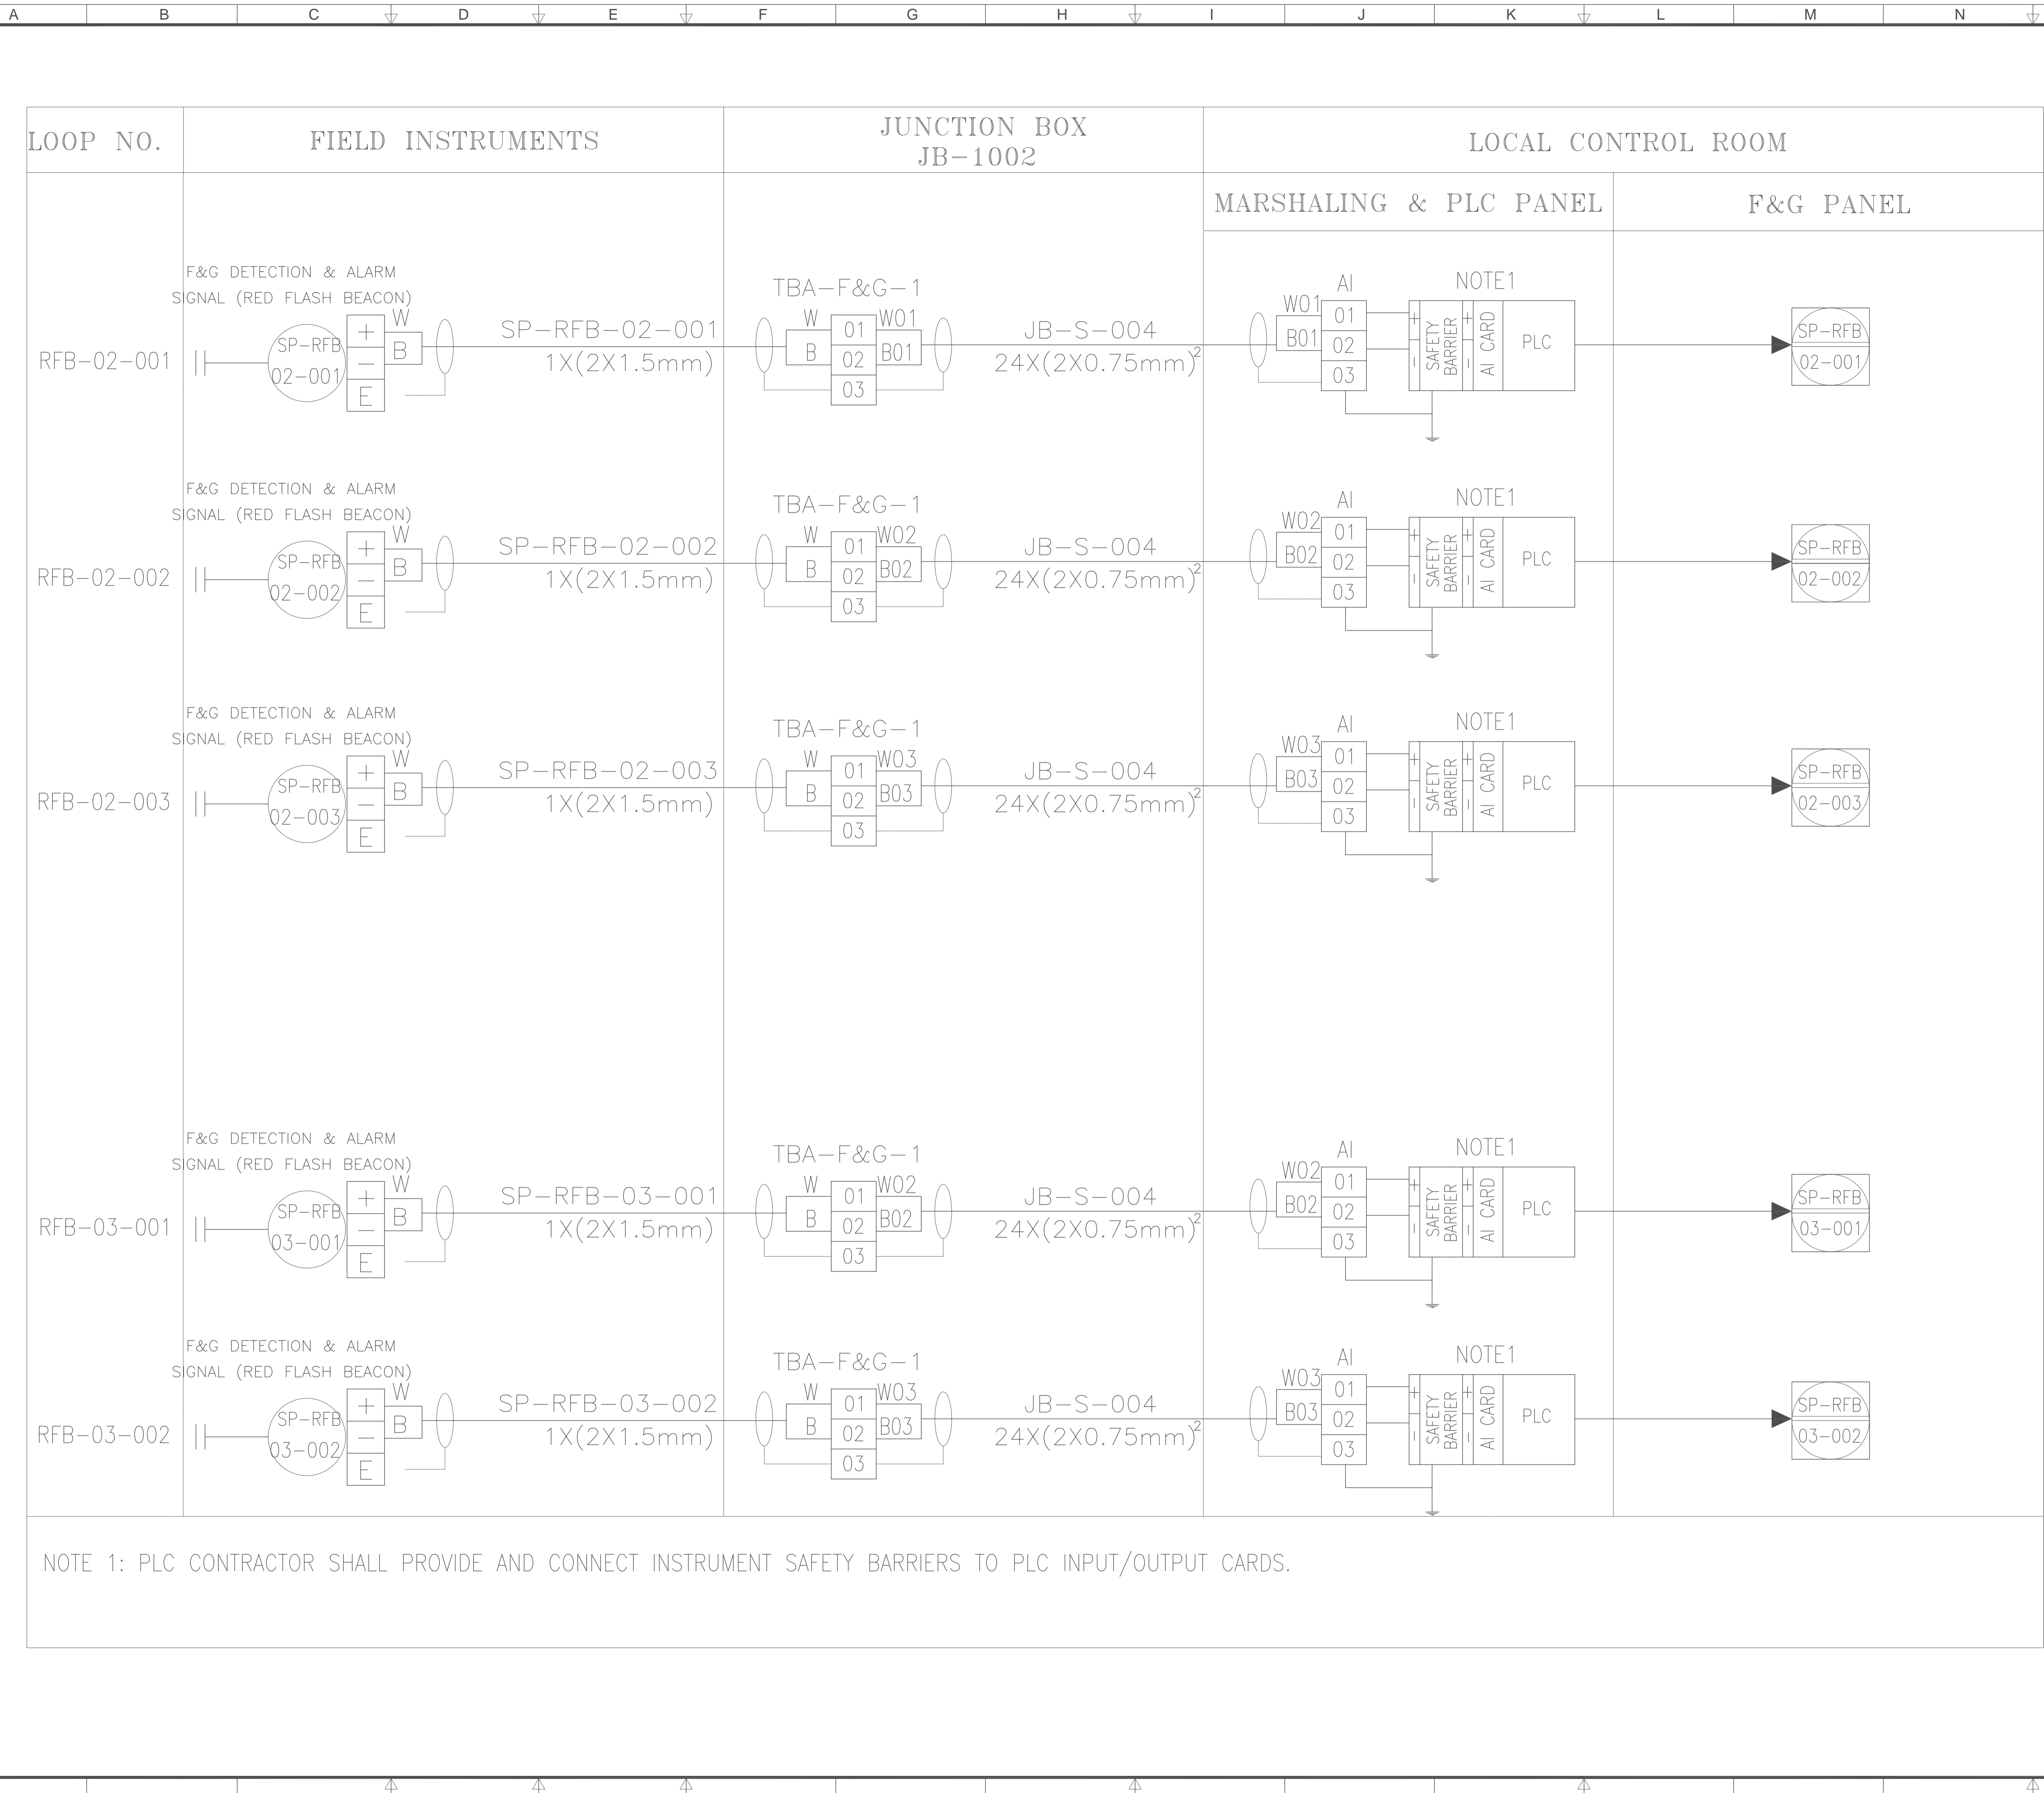 A B C D E F G H I J K L M N
LOOP NO.
FIELD INSTRUMENTS
JUNCTION BOX
JB-1002
LOCAL CONTROL ROOM
MARSHALING & PLC PANEL
F&G PANEL
RFB-02-001
F&G DETECTION & ALARM
SIGNAL (RED FLASH BEACON)
SP-RFB
02-001
+
-
E
W
B
SP-RFB-02-001
1X(2X1.5mm)
TBA-F&G-1
W
B
01
02
03
W01
B01
JB-S-004
24X(2X0.75mm)²
W01
B01
AI
01
02
03
NOTE1
+
-
SAFETY
BARRIER
+
-
AI CARD
PLC
SP-RFB
02-001
RFB-02-002
F&G DETECTION & ALARM
SIGNAL (RED FLASH BEACON)
SP-RFB
02-002
+
-
E
W
B
SP-RFB-02-002
1X(2X1.5mm)
TBA-F&G-1
W
B
01
02
03
W02
B02
JB-S-004
24X(2X0.75mm)²
W02
B02
AI
01
02
03
NOTE1
+
-
SAFETY
BARRIER
+
-
AI CARD
PLC
SP-RFB
02-002
RFB-02-003
F&G DETECTION & ALARM
SIGNAL (RED FLASH BEACON)
SP-RFB
02-003
+
-
E
W
B
SP-RFB-02-003
1X(2X1.5mm)
TBA-F&G-1
W
B
01
02
03
W03
B03
JB-S-004
24X(2X0.75mm)²
W03
B03
AI
01
02
03
NOTE1
+
-
SAFETY
BARRIER
+
-
AI CARD
PLC
SP-RFB
02-003
RFB-03-001
F&G DETECTION & ALARM
SIGNAL (RED FLASH BEACON)
SP-RFB
03-001
+
-
E
W
B
SP-RFB-03-001
1X(2X1.5mm)
TBA-F&G-1
W
B
01
02
03
W02
B02
JB-S-004
24X(2X0.75mm)²
W02
B02
AI
01
02
03
NOTE1
+
-
SAFETY
BARRIER
+
-
AI CARD
PLC
SP-RFB
03-001
RFB-03-002
F&G DETECTION & ALARM
SIGNAL (RED FLASH BEACON)
SP-RFB
03-002
+
-
E
W
B
SP-RFB-03-002
1X(2X1.5mm)
TBA-F&G-1
W
B
01
02
03
W03
B03
JB-S-004
24X(2X0.75mm)²
W03
B03
AI
01
02
03
NOTE1
+
-
SAFETY
BARRIER
+
-
AI CARD
PLC
SP-RFB
03-002
NOTE 1: PLC CONTRACTOR SHALL PROVIDE AND CONNECT INSTRUMENT SAFETY BARRIERS TO PLC INPUT/OUTPUT CARDS.